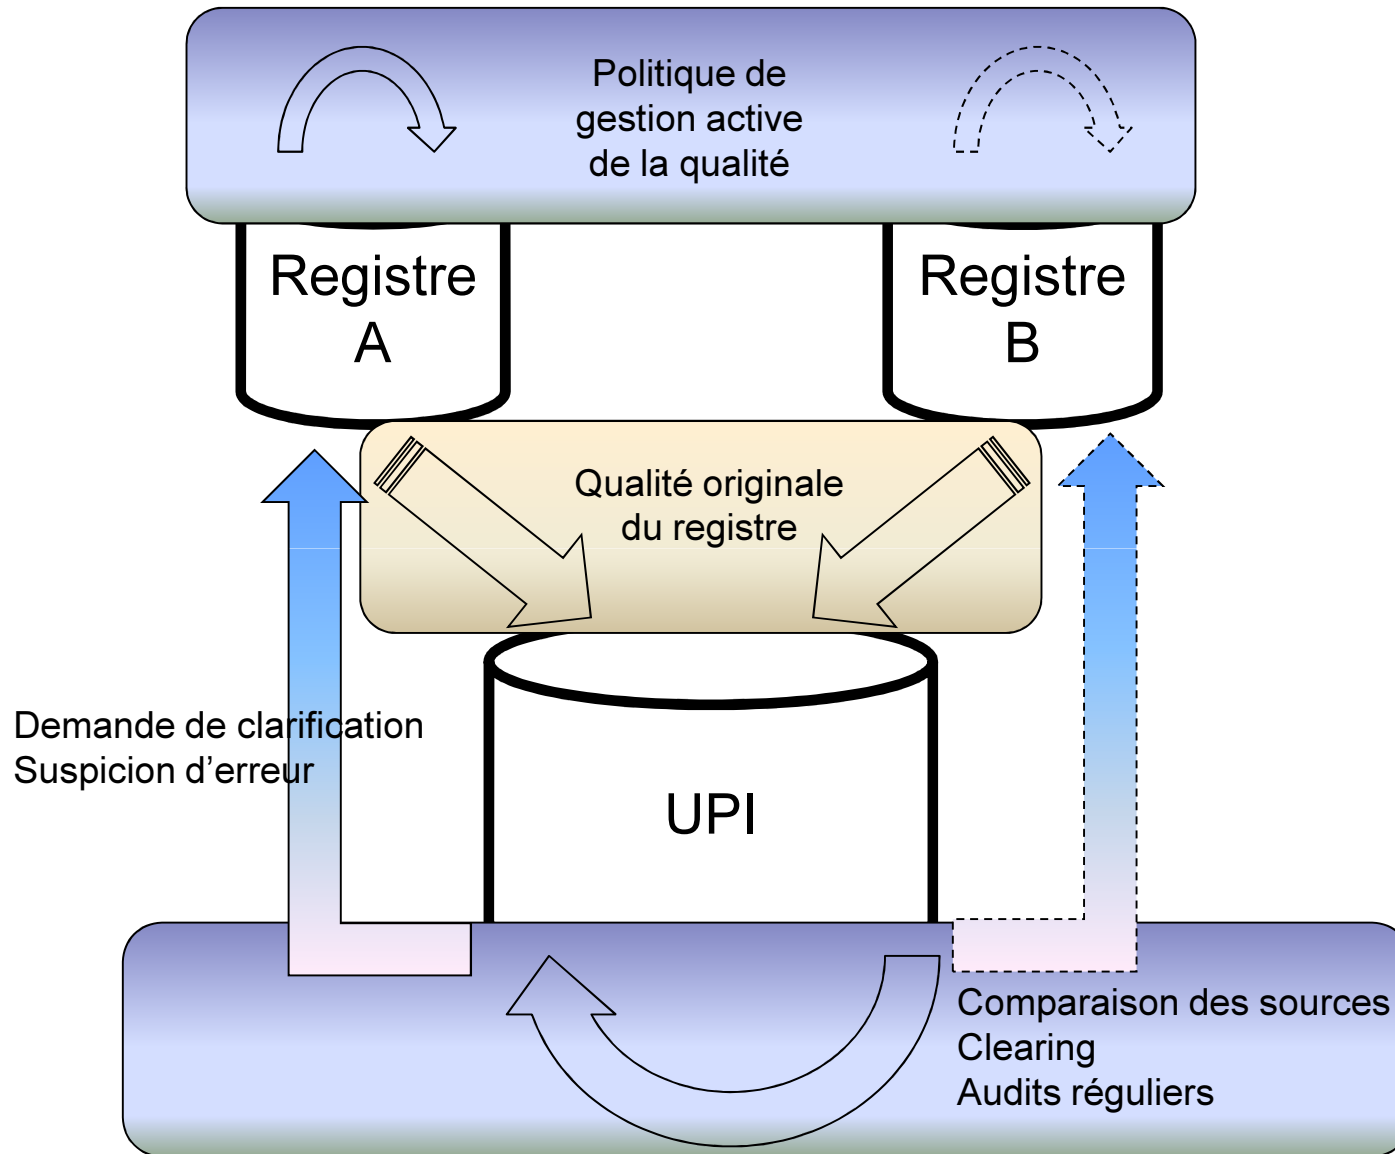 Politique de
gestion active
de la qualité
Registre
A
Registre
B
Qualité originale
du registre
Demande de clarification
Suspicion d’erreur
UPI
Comparaison des sources
Clearing
Audits réguliers